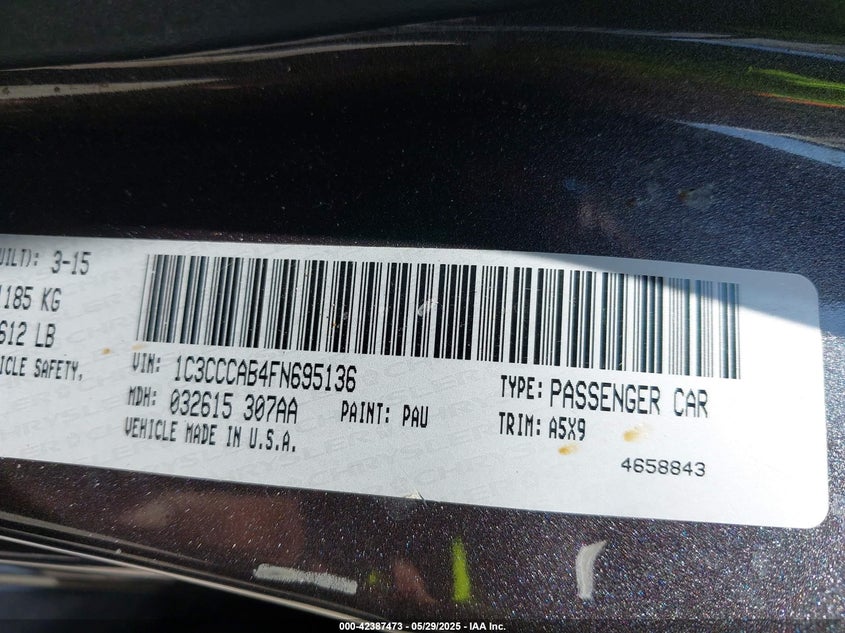 UILT): 3-15
1185 KG
612 LB
ICLE SAFETY,
VIN: 1C3CCCAB4FN695136
MDH: 032615 307AA
PAINT: PAU
VEHICLE MADE IN U.S.A.
TYPE: PASSENGER CAR
TRIM: A5X9
4658843
000-42387473 — 05/29/2025 - IAA Inc.